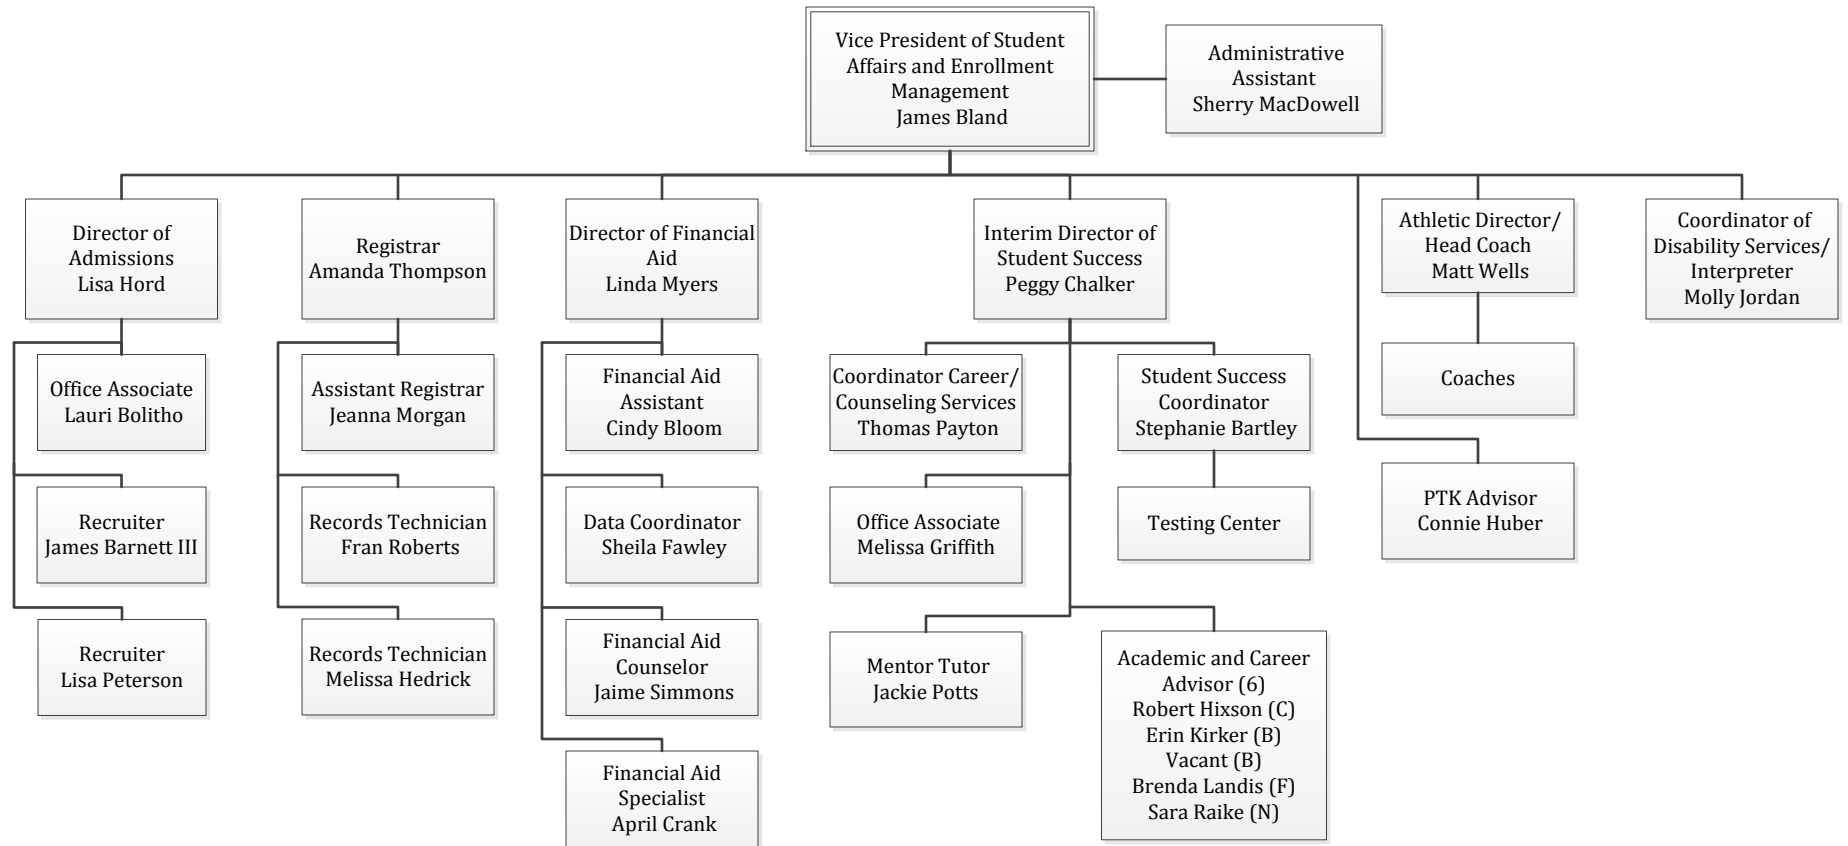 Vice President of Student
Affairs and Enrollment
Management
James Bland
Administrative
Assistant
Sherry MacDowell
Director of
Admissions
Lisa Hord
Registrar
Amanda Thompson
Director of Financial
Aid
Linda Myers
Interim Director of
Student Success
Peggy Chalker
Athletic Director/
Head Coach
Matt Wells
Coordinator of
Disability Services/
Interpreter
Molly Jordan
Office Associate
Lauri Bolitho
Assistant Registrar
Jeanna Morgan
Financial Aid
Assistant
Cindy Bloom
Coordinator Career/
Counseling Services
Thomas Payton
Student Success
Coordinator
Stephanie Bartley
Coaches
Recruiter
James Barnett III
Records Technician
Fran Roberts
Data Coordinator
Sheila Fawley
Office Associate
Melissa Griffith
Testing Center
PTK Advisor
Connie Huber
Recruiter
Lisa Peterson
Records Technician
Melissa Hedrick
Financial Aid
Counselor
Jaime Simmons
Mentor Tutor
Jackie Potts
Academic and Career
Advisor (6)
Robert Hixson (C)
Erin Kirker (B)
Vacant (B)
Brenda Landis (F)
Sara Raike (N)
Financial Aid
Specialist
April Crank